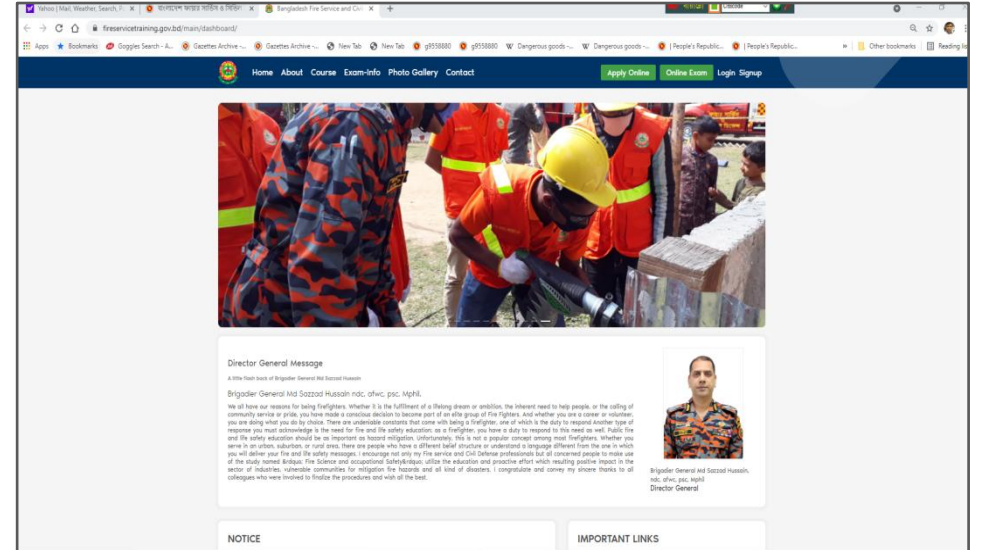 Yahoo | Mail, Weather, Search, P
বাংলাদেশ ফায়ার সার্ভিস ও সিভিল
Bangladesh Fire Service and Civi
fireservicetraining.gov.bd/main/dashboard/
Apps Bookmarks Goggles Search - A... Gazettes Archive -... Gazettes Archive -... New Tab New Tab g9558880 g9558880 Dangerous goods -... Dangerous goods -... | People's Republic... | People's Republic... » Other bookmarks Reading lis
Home About Course Exam-Info Photo Gallery Contact Apply Online Online Exam Login Signup
Director General Message
A little flash back of Brigadier General Md Sazzad Hussain
Brigadier General Md Sazzad Hussain ndc, afwc, psc, Mphil.
We all have our reasons for being firefighters. Whether it is the fulfillment of a lifelong dream or ambition, the inherent need to help people, or the calling of
community service or pride, you have made a conscious decision to become part of an elite group of Fire Fighters. And whether you are a career or volunteer,
you are doing what you do by choice. There are undeniable constants that come with being a firefighter, one of which is the duty to respond Another type of
response you must acknowledge is the need for fire and life safety education; as a firefighter, you have a duty to respond to this need as well. Public fire
and life safety education should be as important as hazard mitigation. Unfortunately, this is not a popular concept among most firefighters. Whether you
serve in an urban, suburban, or rural area, there are people who have a different belief structure or understand a language different from the one in which
you will deliver your fire and life safety messages. I encourage not only my Fire service and Civil Defense professionals but all concerned people to make use
of the study named &rdquo; Fire Science and occupational Safety&rdquo; utilize the education and proactive effort which resulting positive impact in the
sector of industries, vulnerable communities for mitigation fire hazards and all kind of disasters. I congratulate and convey my sincere thanks to all
colleagues who were involved to finalize the procedures and wish all the best.
Brigadier General Md Sazzad Hussain,
ndc, afwc, psc, Mphil
Director General
NOTICE
IMPORTANT LINKS